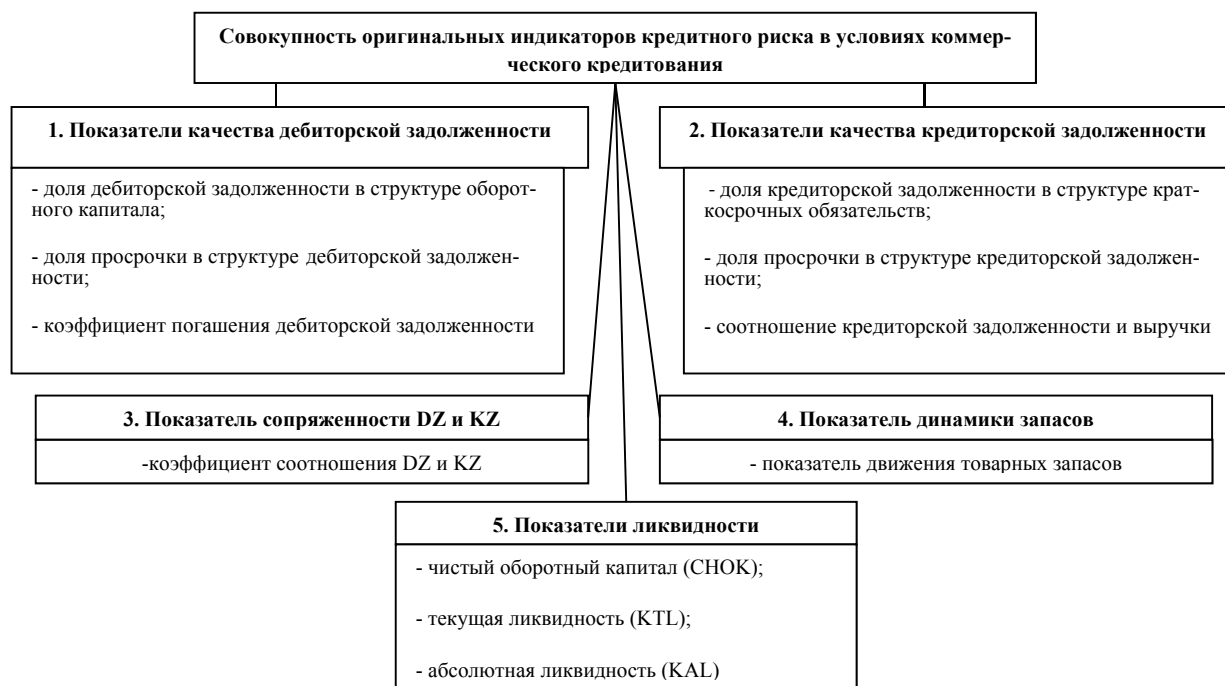 Совокупность оригинальных индикаторов кредитного риска в условиях коммер-
ческого кредитования
1. Показатели качества дебиторской задолженности
- доля дебиторской задолженности в структуре оборот-
ного капитала;
- доля просрочки в структуре дебиторской задолжен-
ности;
- коэффициент погашения дебиторской задолженности
2. Показатели качества кредиторской задолженности
- доля кредиторской задолженности в структуре крат-
косрочных обязательств;
- доля просрочки в структуре кредиторской задолжен-
ности;
- соотношение кредиторской задолженности и выручки
3. Показатель сопряженности DZ и KZ
-коэффициент соотношения DZ и KZ
4. Показатель динамики запасов
- показатель движения товарных запасов
5. Показатели ликвидности
- чистый оборотный капитал (CHOK);
- текущая ликвидность (KTL);
- абсолютная ликвидность (KAL)